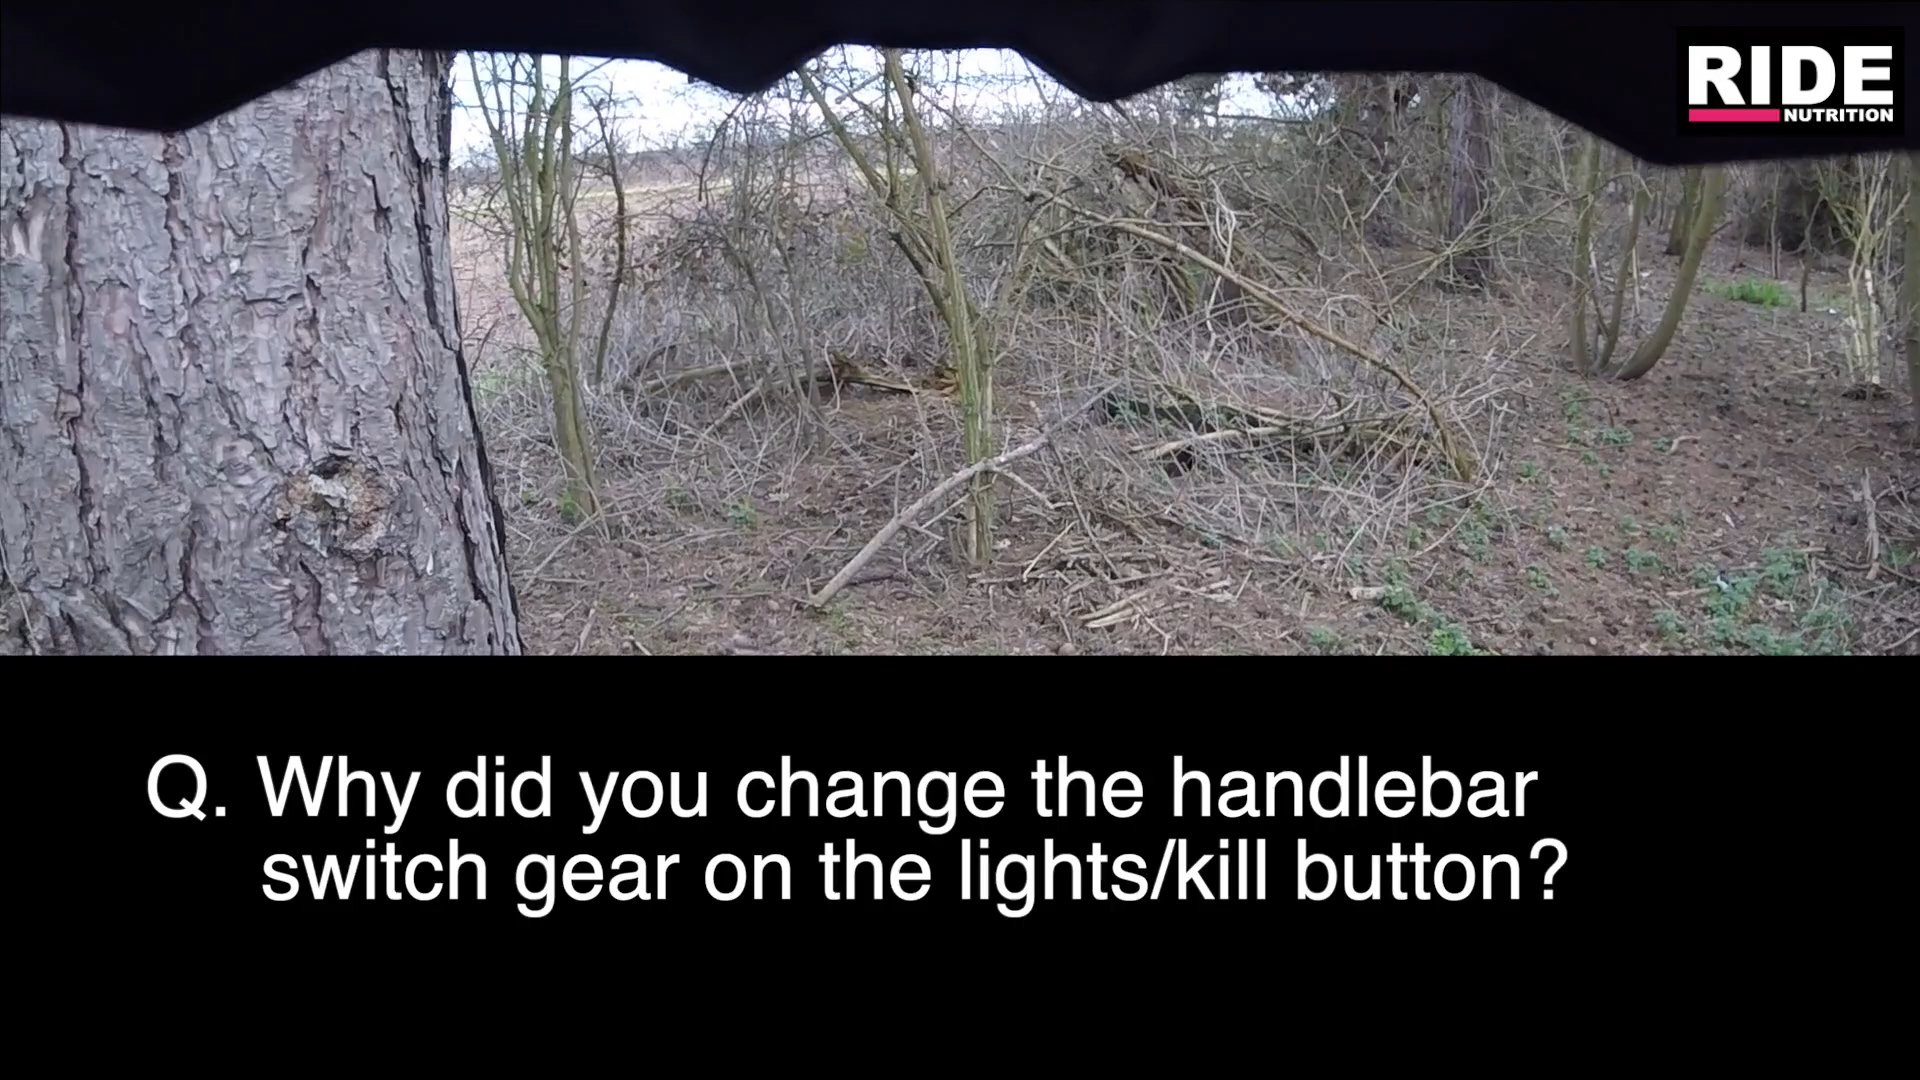 RIDE
NUTRITION
Q. Why did you change the handlebar
switch gear on the lights/kill button?